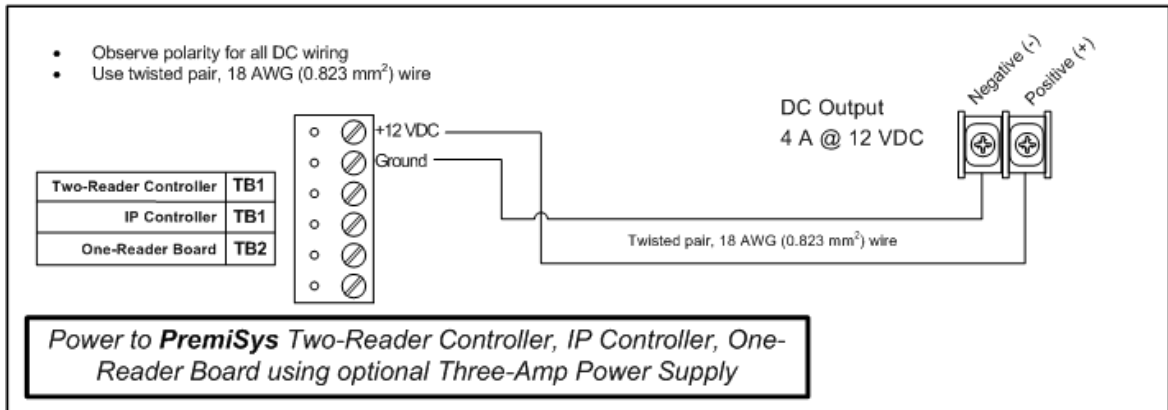 • Observe polarity for all DC wiring
• Use twisted pair, 18 AWG (0.823 mm²) wire
Negative (-)
Positive (+)
DC Output
4 A @ 12 VDC
+12 VDC
Ground
Two-Reader Controller TB1
IP Controller TB1
One-Reader Board TB2
Twisted pair, 18 AWG (0.823 mm²) wire
Power to PremiSys Two-Reader Controller, IP Controller, One-
Reader Board using optional Three-Amp Power Supply